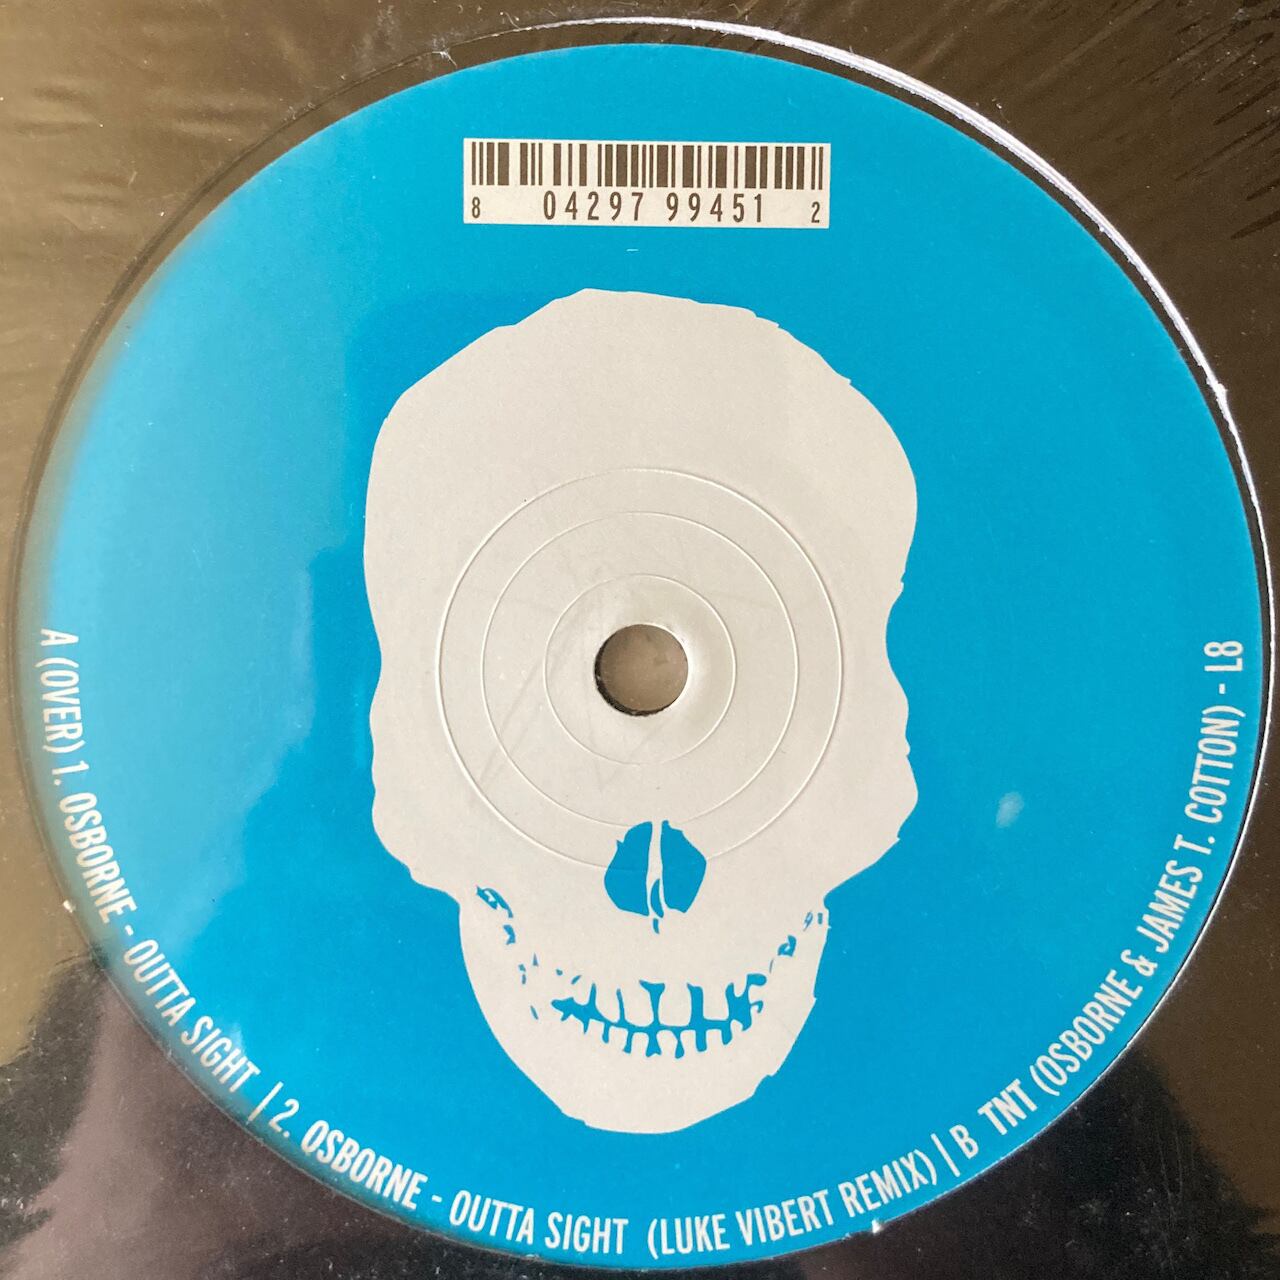 8 04297 99451 2
A (OVER) 1. OSBORNE - OUTTA SIGHT | 2. OSBORNE - OUTTA SIGHT (LUKE VIBERT REMIX) | B TNT (OSBORNE & JAMES T. COTTON) - L8